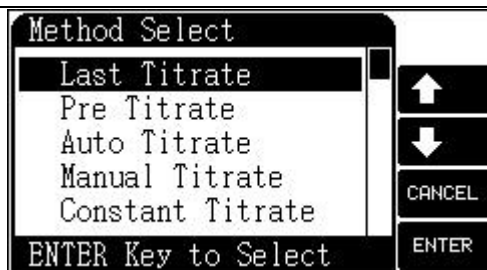 Method Select
Last Titrate
Pre Titrate
Auto Titrate
Manual Titrate
Constant Titrate
CANCEL
ENTER Key to Select
ENTER